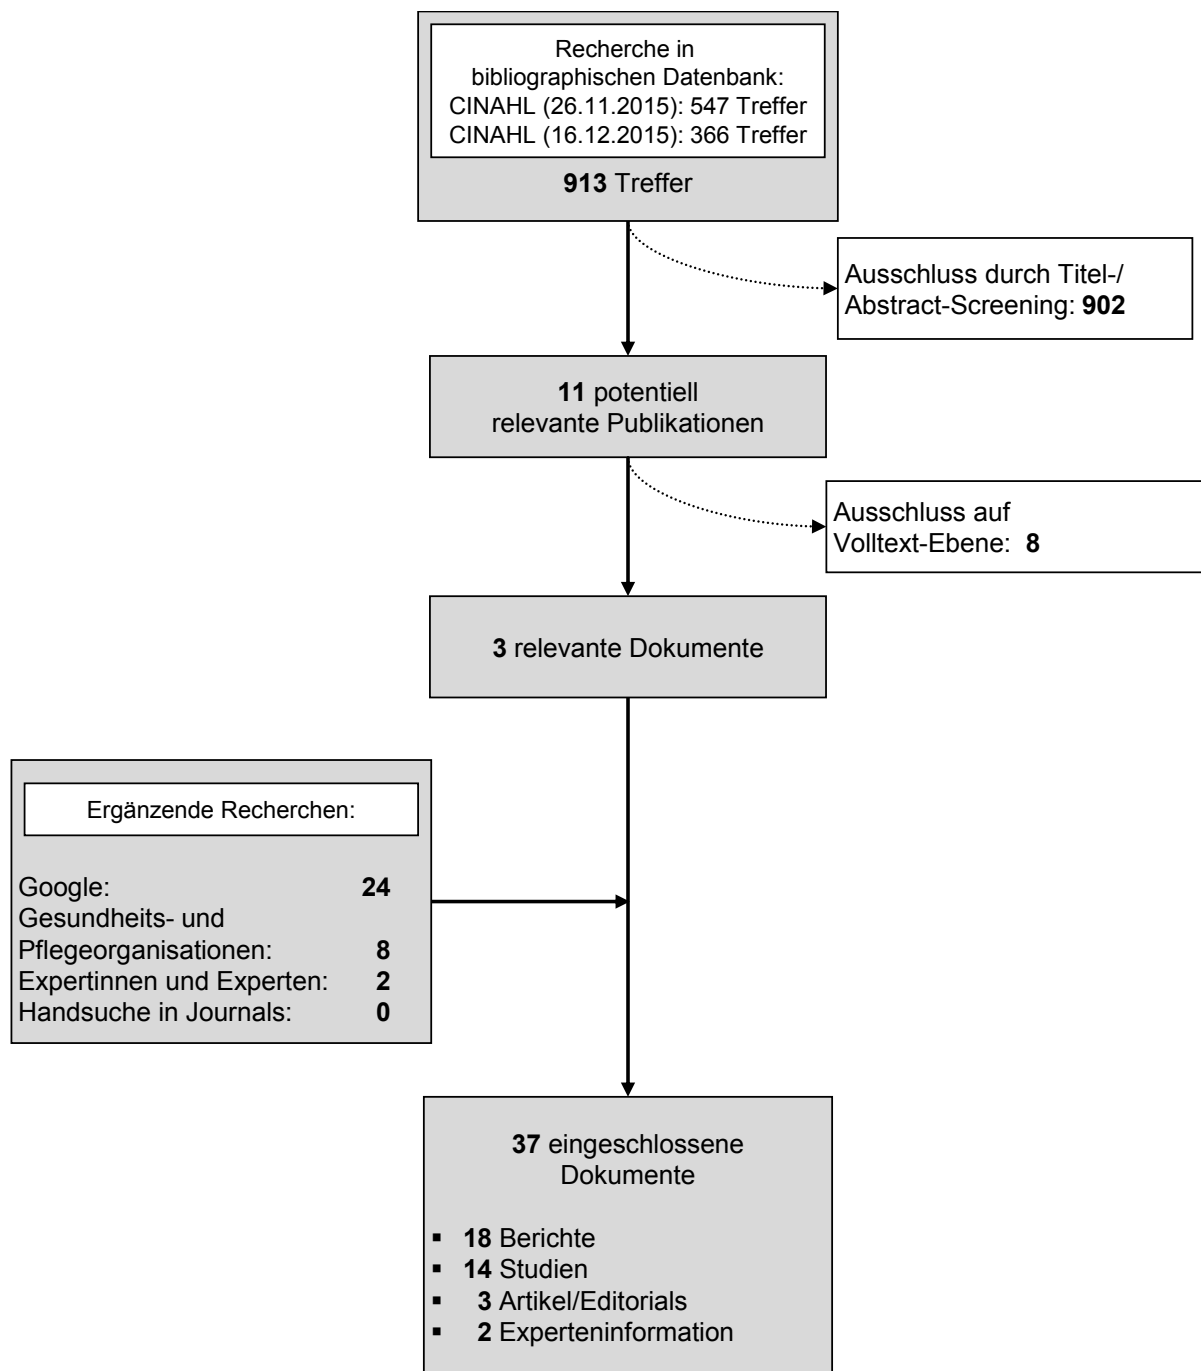 Recherche in
bibliographischen Datenbank:
CINAHL (26.11.2015): 547 Treffer
CINAHL (16.12.2015): 366 Treffer
913 Treffer
Ausschluss durch Titel-/
Abstract-Screening: 902
11 potentiell
relevante Publikationen
Ausschluss auf
Volltext-Ebene: 8
3 relevante Dokumente
Ergänzende Recherchen:
Google: 24
Gesundheits- und
Pflegeorganisationen: 8
Expertinnen und Experten: 2
Handsuche in Journals: 0
37 eingeschlossene
Dokumente
▪ 18 Berichte
▪ 14 Studien
▪ 3 Artikel/Editorials
▪ 2 Experteninformation